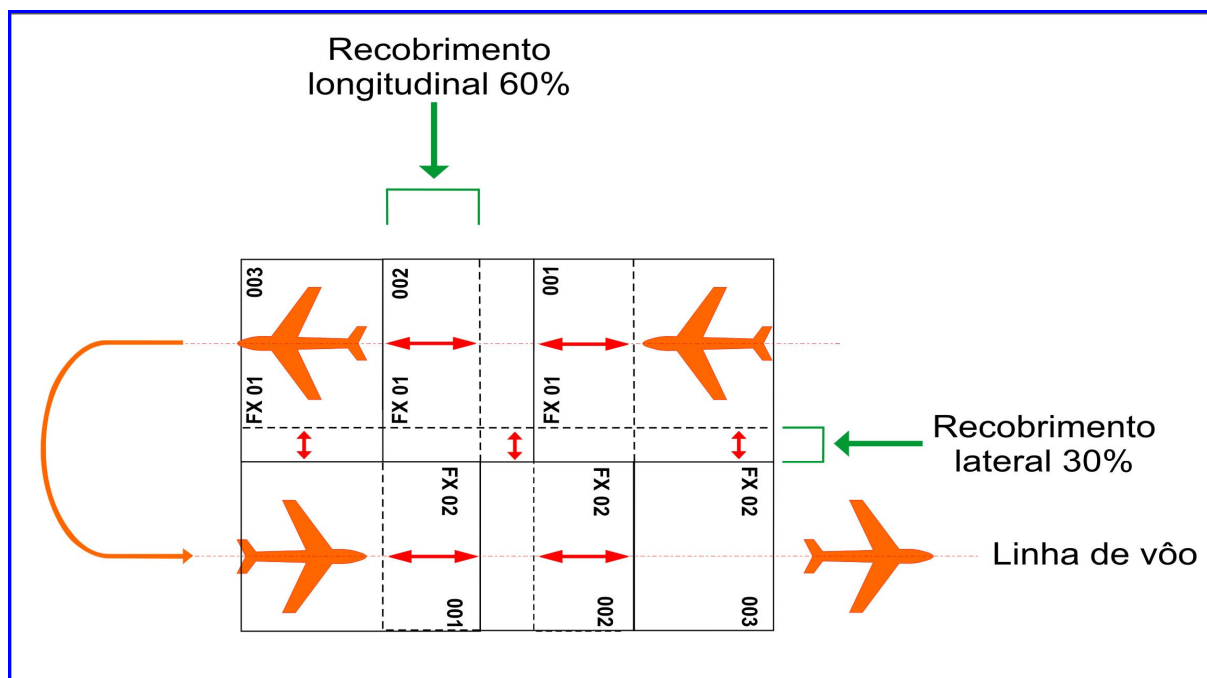 Recobrimento
longitudinal 60%
003
002
001
FX 01
FX 01
FX 01
Recobrimento
lateral 30%
FX 02
FX 02
FX 02
Linha de vôo
001
002
003